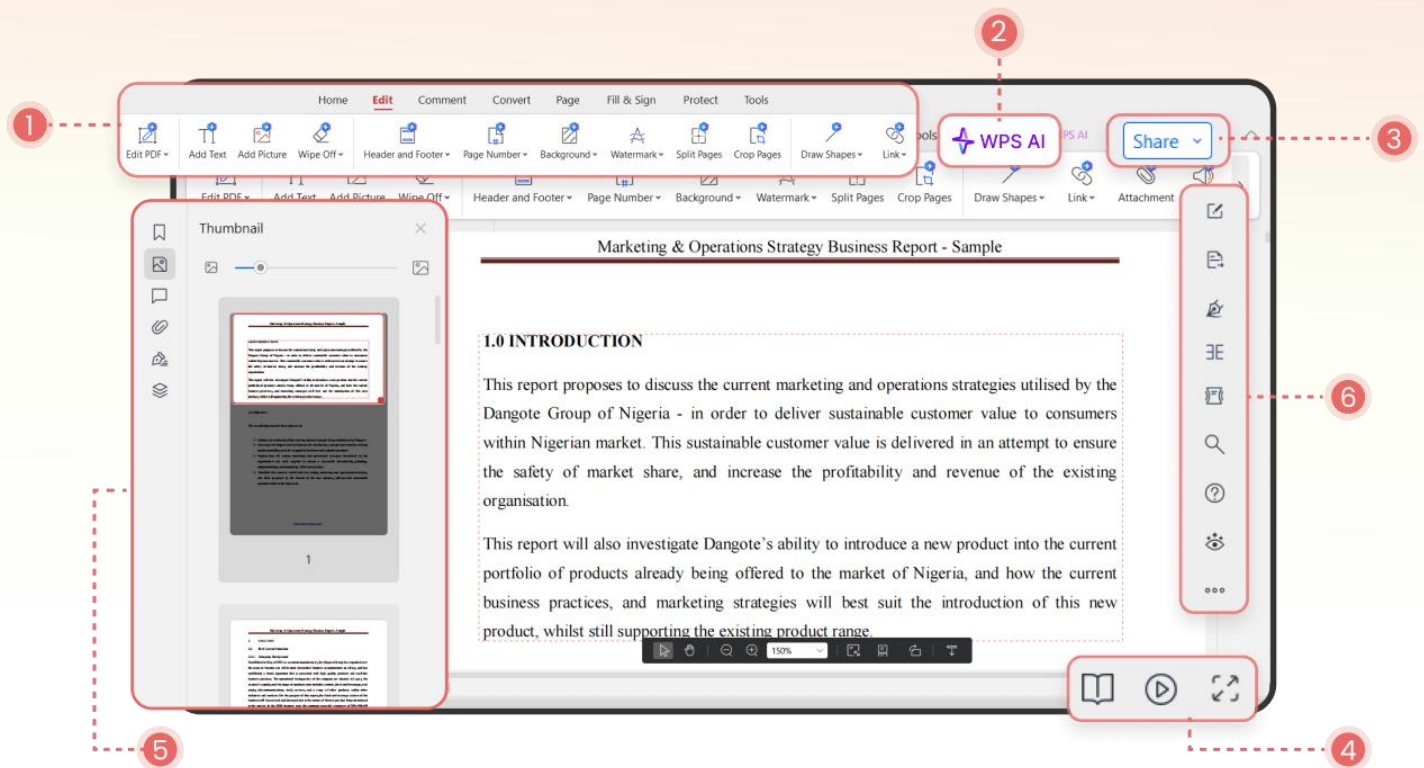 2
Home Edit Comment Convert Page Fill & Sign Protect Tools
1
Edit PDF Add Text Add Picture Wipe Off Header and Footer Page Number Background Watermark Split Pages Crop Pages Draw Shapes Link
WPS AI
Share
3
Edit PDF Add Text Add Picture Wipe Off Header and Footer Page Number Background Watermark Split Pages Crop Pages Draw Shapes Link Attachment
Thumbnail
1
Marketing & Operations Strategy Business Report - Sample
1.0 INTRODUCTION
This report proposes to discuss the current marketing and operations strategies utilised by the
Dangote Group of Nigeria - in order to deliver sustainable customer value to consumers
within Nigerian market. This sustainable customer value is delivered in an attempt to ensure
the safety of market share, and increase the profitability and revenue of the existing
organisation.
This report will also investigate Dangote’s ability to introduce a new product into the current
portfolio of products already being offered to the market of Nigeria, and how the current
business practices, and marketing strategies will best suit the introduction of this new
product, whilst still supporting the existing product range.
150%
6
5
4